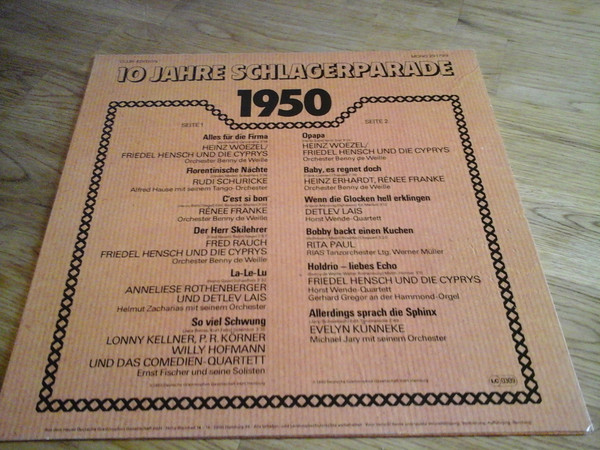 10 JAHRE SCHLAGERPARADE
1950
SEITE 1
Alles für die Firma
HEINZ WOEZEL/
FRIEDEL HENSCH UND DIE CYPRYS
Orchester Benny de Weille
Florentinische Nächte
RUDI SCHURICKE
Alfred Hause mit seinem Tango-Orchester
C'est si bon
RENÉE FRANKE
Orchester Benny de Weille
Der Herr Skilehrer
FRED RAUCH
FRIEDEL HENSCH UND DIE CYPRYS
Orchester Benny de Weille
La-Le-Lu
ANNELIESE ROTHENBERGER
UND DETLEV LAIS
Helmut Zacharias mit seinem Orchester
So viel Schwung
LONNY KELLNER, P. R. KÖRNER
WILLY HOFMANN
UND DAS COMEDIEN-QUARTETT
Ernst Fischer und seine Solisten
SEITE 2
Opapa
HEINZ WOEZEL/
FRIEDEL HENSCH UND DIE CYPRYS
Orchester Benny de Weille
Baby, es regnet doch
HEINZ ERHARDT, RENÉE FRANKE
Orchester Benny de Weille
Wenn die Glocken hell erklingen
DETLEV LAIS
Horst Wende-Quartett
Bobby backt einen Kuchen
RITA PAUL
RIAS Tanzorchester Ltg. Werner Müller
Holdrio – liebes Echo
FRIEDEL HENSCH UND DIE CYPRYS
Horst Wende-Quartett
Gerhard Gregor an der Hammond-Orgel
Allerdings sprach die Sphinx
EVELYN KÜNNEKE
Michael Jary mit seinem Orchester